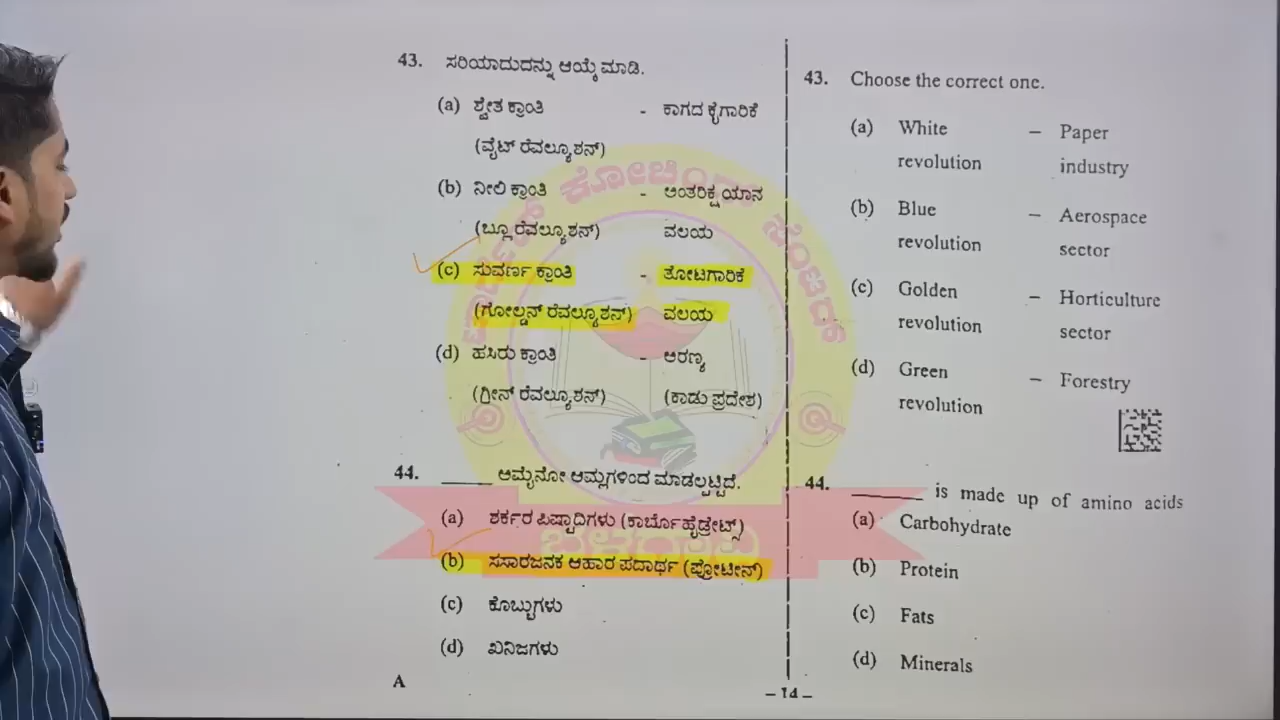 43. ಸರಿಯಾದುದನ್ನು ಆಯ್ಕೆ ಮಾಡಿ.
(a) ಶ್ವೇತ ಕ್ರಾಂತಿ - ಕಾಗದ ಕೈಗಾರಿಕೆ
(ವೈಟ್ ರೆವಲ್ಯೂಶನ್)
(b) ನೀಲಿ ಕ್ರಾಂತಿ - ಅಂತರಿಕ್ಷಯಾನ
(ಬ್ಲೂ ರೆವಲ್ಯೂಶನ್) ವಲಯ
(c) ಸುವರ್ಣ ಕ್ರಾಂತಿ - ತೋಟಗಾರಿಕೆ
(ಗೋಲ್ಡನ್ ರೆವಲ್ಯೂಶನ್) ವಲಯ
(d) ಹಸಿರು ಕ್ರಾಂತಿ - ಅರಣ್ಯ
(ಗ್ರೀನ್ ರೆವಲ್ಯೂಶನ್) (ಕಾಡು ಪ್ರದೇಶ)
44. _____ ಅಮೈನೋ ಆಮ್ಲಗಳಿಂದ ಮಾಡಲ್ಪಟ್ಟಿದೆ.
(a) ಶರ್ಕರ ಪಿಷ್ಟಾದಿಗಳು (ಕಾರ್ಬೊಹೈಡ್ರೇಟ್ಸ್)
(b) ಸಸಾರಜನಕ ಆಹಾರ ಪದಾರ್ಥ (ಪ್ರೋಟೀನ್)
(c) ಕೊಬ್ಬುಗಳು
(d) ಖನಿಜಗಳು
A
43. Choose the correct one.
(a) White – Paper
revolution industry
(b) Blue – Aerospace
revolution sector
(c) Golden – Horticulture
revolution sector
(d) Green – Forestry
revolution
44. _______ is made up of amino acids
(a) Carbohydrate
(b) Protein
(c) Fats
(d) Minerals
– 14 –